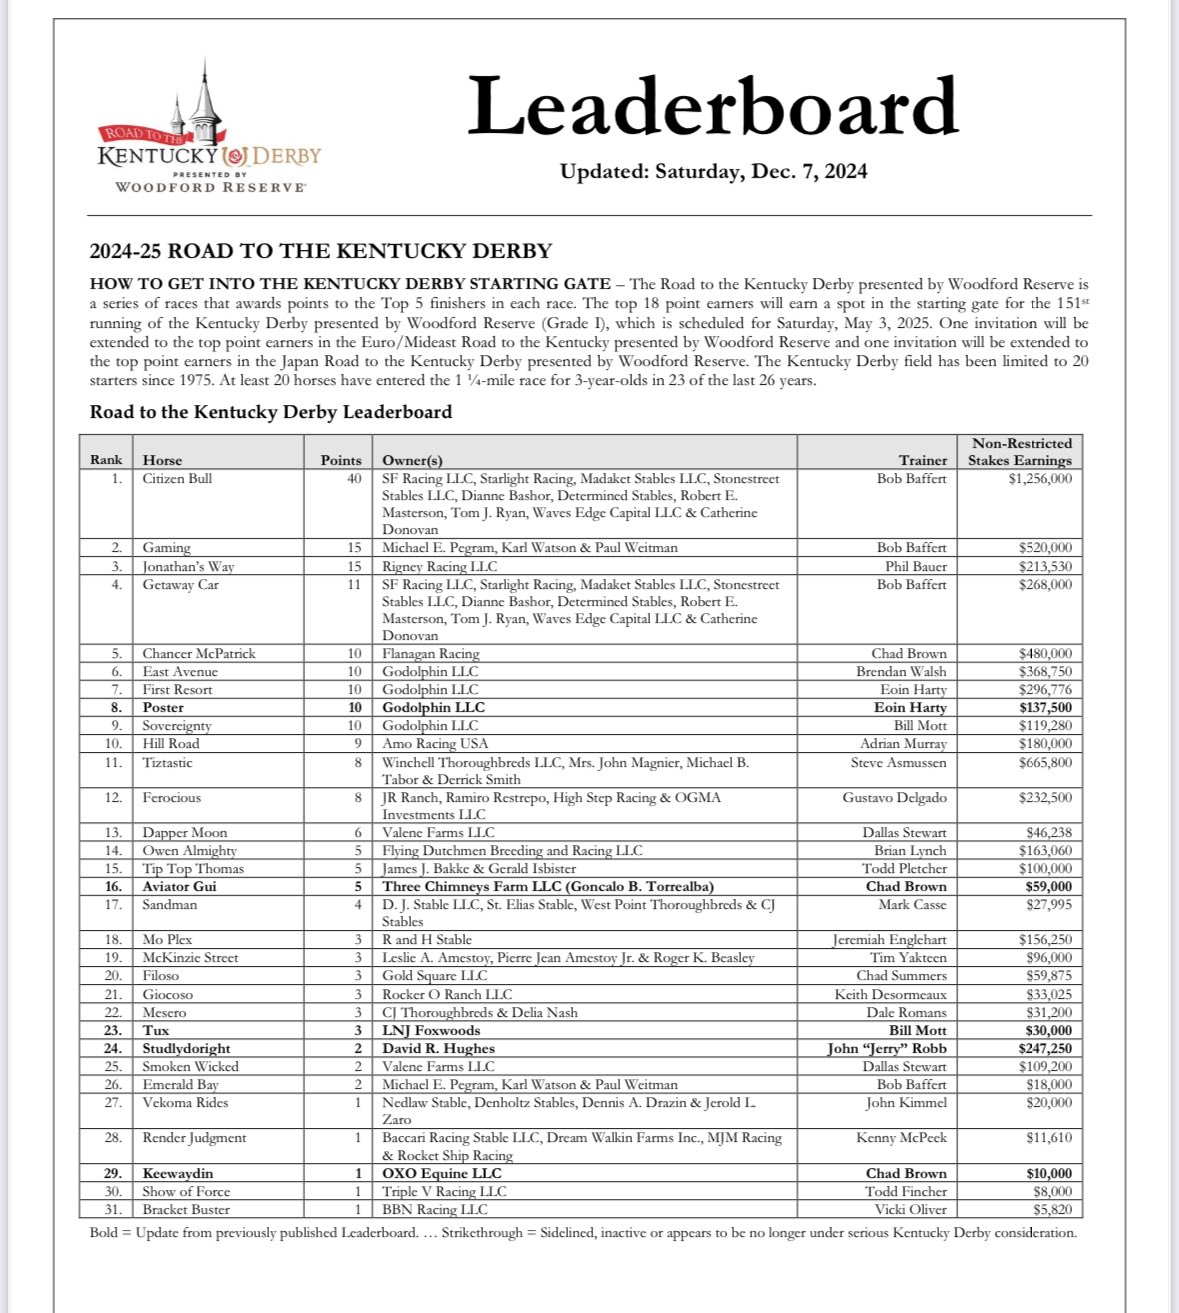 ROAD TO THE
KENTUCKY DERBY
PRESENTED BY
WOODFORD RESERVE
Leaderboard
Updated: Saturday, Dec. 7, 2024
2024-25 ROAD TO THE KENTUCKY DERBY
HOW TO GET INTO THE KENTUCKY DERBY STARTING GATE – The Road to the Kentucky Derby presented by Woodford Reserve is
a series of races that awards points to the Top 5 finishers in each race. The top 18 point earners will earn a spot in the starting gate for the 151st
running of the Kentucky Derby presented by Woodford Reserve (Grade I), which is scheduled for Saturday, May 3, 2025. One invitation will be
extended to the top point earners in the Euro/Mideast Road to the Kentucky presented by Woodford Reserve and one invitation will be extended to
the top point earners in the Japan Road to the Kentucky Derby presented by Woodford Reserve. The Kentucky Derby field has been limited to 20
starters since 1975. At least 20 horses have entered the 1 ¼-mile race for 3-year-olds in 23 of the last 26 years.
Road to the Kentucky Derby Leaderboard
Non-Restricted
Rank Horse Points Owner(s) Trainer Stakes Earnings
1. Citizen Bull 40 SF Racing LLC, Starlight Racing, Madaket Stables LLC, Stonestreet Bob Baffert $1,256,000
Stables LLC, Dianne Bashor, Determined Stables, Robert E.
Masterson, Tom J. Ryan, Waves Edge Capital LLC & Catherine
Donovan
2. Gaming 15 Michael E. Pegram, Karl Watson & Paul Weitman Bob Baffert $520,000
3. Jonathan's Way 15 Rigney Racing LLC Phil Bauer $213,530
4. Getaway Car 11 SF Racing LLC, Starlight Racing, Madaket Stables LLC, Stonestreet Bob Baffert $268,000
Stables LLC, Dianne Bashor, Determined Stables, Robert E.
Masterson, Tom J. Ryan, Waves Edge Capital LLC & Catherine
Donovan
5. Chancer McPatrick 10 Flanagan Racing Chad Brown $480,000
6. East Avenue 10 Godolphin LLC Brendan Walsh $368,750
7. First Resort 10 Godolphin LLC Eoin Harty $296,776
8. Poster 10 Godolphin LLC Eoin Harty $137,500
9. Sovereignty 10 Godolphin LLC Bill Mott $119,280
10. Hill Road 9 Amo Racing USA Adrian Murray $180,000
11. Tiztastic 8 Winchell Thoroughbreds LLC, Mrs. John Magnier, Michael B. Steve Asmussen $665,800
Tabor & Derrick Smith
12. Ferocious 8 JR Ranch, Ramiro Restrepo, High Step Racing & OGMA Gustavo Delgado $232,500
Investments LLC
13. Dapper Moon 6 Valene Farms LLC Dallas Stewart $46,238
14. Owen Almighty 5 Flying Dutchmen Breeding and Racing LLC Brian Lynch $163,060
15. Tip Top Thomas 5 James J. Bakke & Gerald Isbister Todd Pletcher $100,000
16. Aviator Gui 5 Three Chimneys Farm LLC (Goncalo B. Torrealba) Chad Brown $59,000
17. Sandman 4 D. J. Stable LLC, St. Elias Stable, West Point Thoroughbreds & CJ Mark Casse $27,995
Stables
18. Mo Plex 3 R and H Stable Jeremiah Englehart $156,250
19. McKinzie Street 3 Leslie A. Amestoy, Pierre Jean Amestoy Jr. & Roger K. Beasley Tim Yakteen $96,000
20. Filoso 3 Gold Square LLC Chad Summers $59,875
21. Giocoso 3 Rocker O Ranch LLC Keith Desormeaux $33,025
22. Mesero 3 CJ Thoroughbreds & Delia Nash Dale Romans $31,200
23. Tux 3 LNJ Foxwoods Bill Mott $30,000
24. Studlydoright 2 David R. Hughes John “Jerry” Robb $247,250
25. Smoken Wicked 2 Valene Farms LLC Dallas Stewart $109,200
26. Emerald Bay 2 Michael E. Pegram, Karl Watson & Paul Weitman Bob Baffert $18,000
27. Vekoma Rides 1 Nedlaw Stable, Denholtz Stables, Dennis A. Drazin & Jerold L. John Kimmel $20,000
Zaro
28. Render Judgment 1 Baccari Racing Stable LLC, Dream Walkin Farms Inc., MJM Racing Kenny McPeek $11,610
& Rocket Ship Racing
29. Keewaydin 1 OXO Equine LLC Chad Brown $10,000
30. Show of Force 1 Triple V Racing LLC Todd Fincher $8,000
31. Bracket Buster 1 BBN Racing LLC Vicki Oliver $5,820
Bold = Update from previously published Leaderboard. … Strikethrough = Sidelined, inactive or appears to be no longer under serious Kentucky Derby consideration.